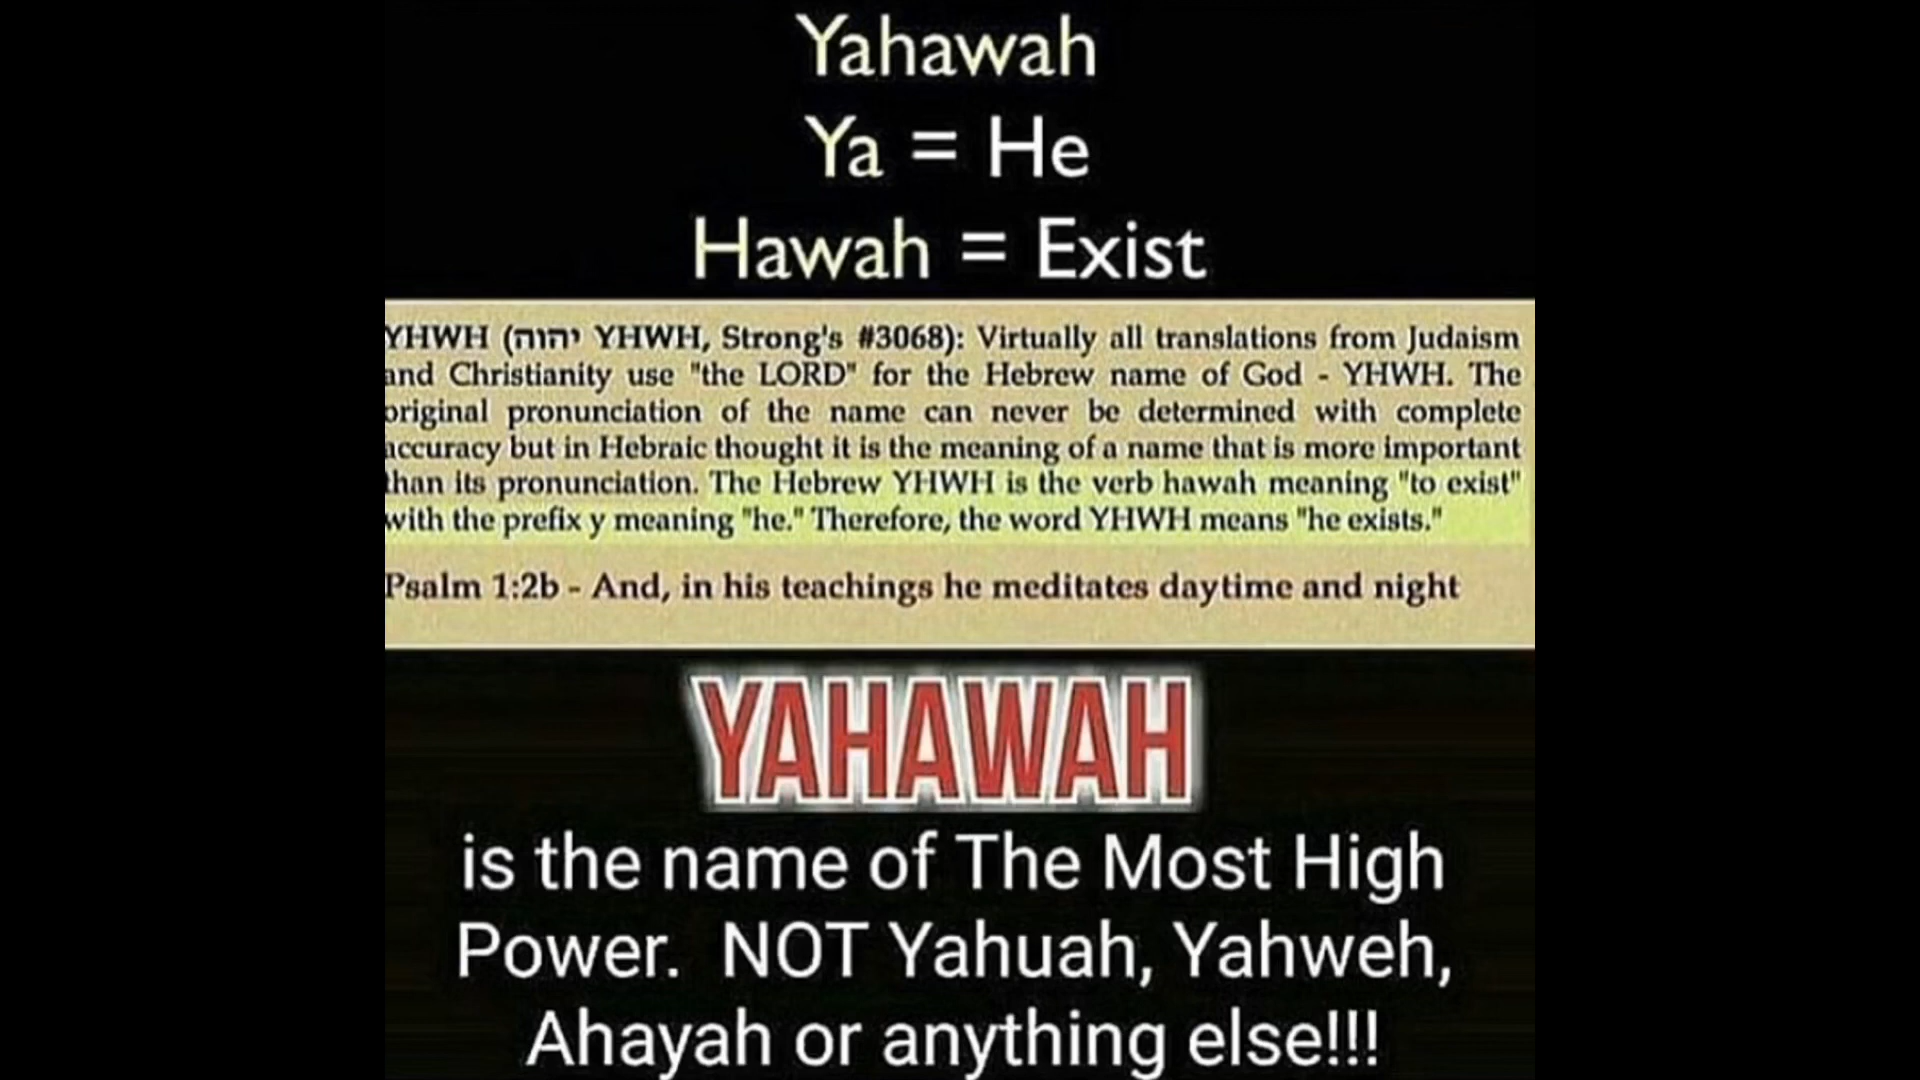 Yahawah
Ya = He
Hawah = Exist
YHWH (יהוה YHWH, Strong's #3068): Virtually all translations from Judaism
and Christianity use "the LORD" for the Hebrew name of God - YHWH. The
original pronunciation of the name can never be determined with complete
accuracy but in Hebraic thought it is the meaning of a name that is more important
than its pronunciation. The Hebrew YHWH is the verb hawah meaning "to exist"
with the prefix y meaning "he." Therefore, the word YHWH means "he exists."
Psalm 1:2b - And, in his teachings he meditates daytime and night
YAHAWAH
is the name of The Most High
Power. NOT Yahuah, Yahweh,
Ahayah or anything else!!!